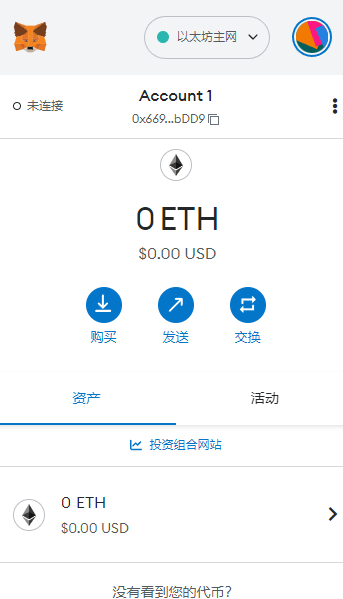 以太坊主网
未连接
Account 1
0x669...bDD9
0 ETH
$0.00 USD
购买 发送 交换
资产 活动
投资组合网站
0 ETH
$0.00 USD
没有看到您的代币?